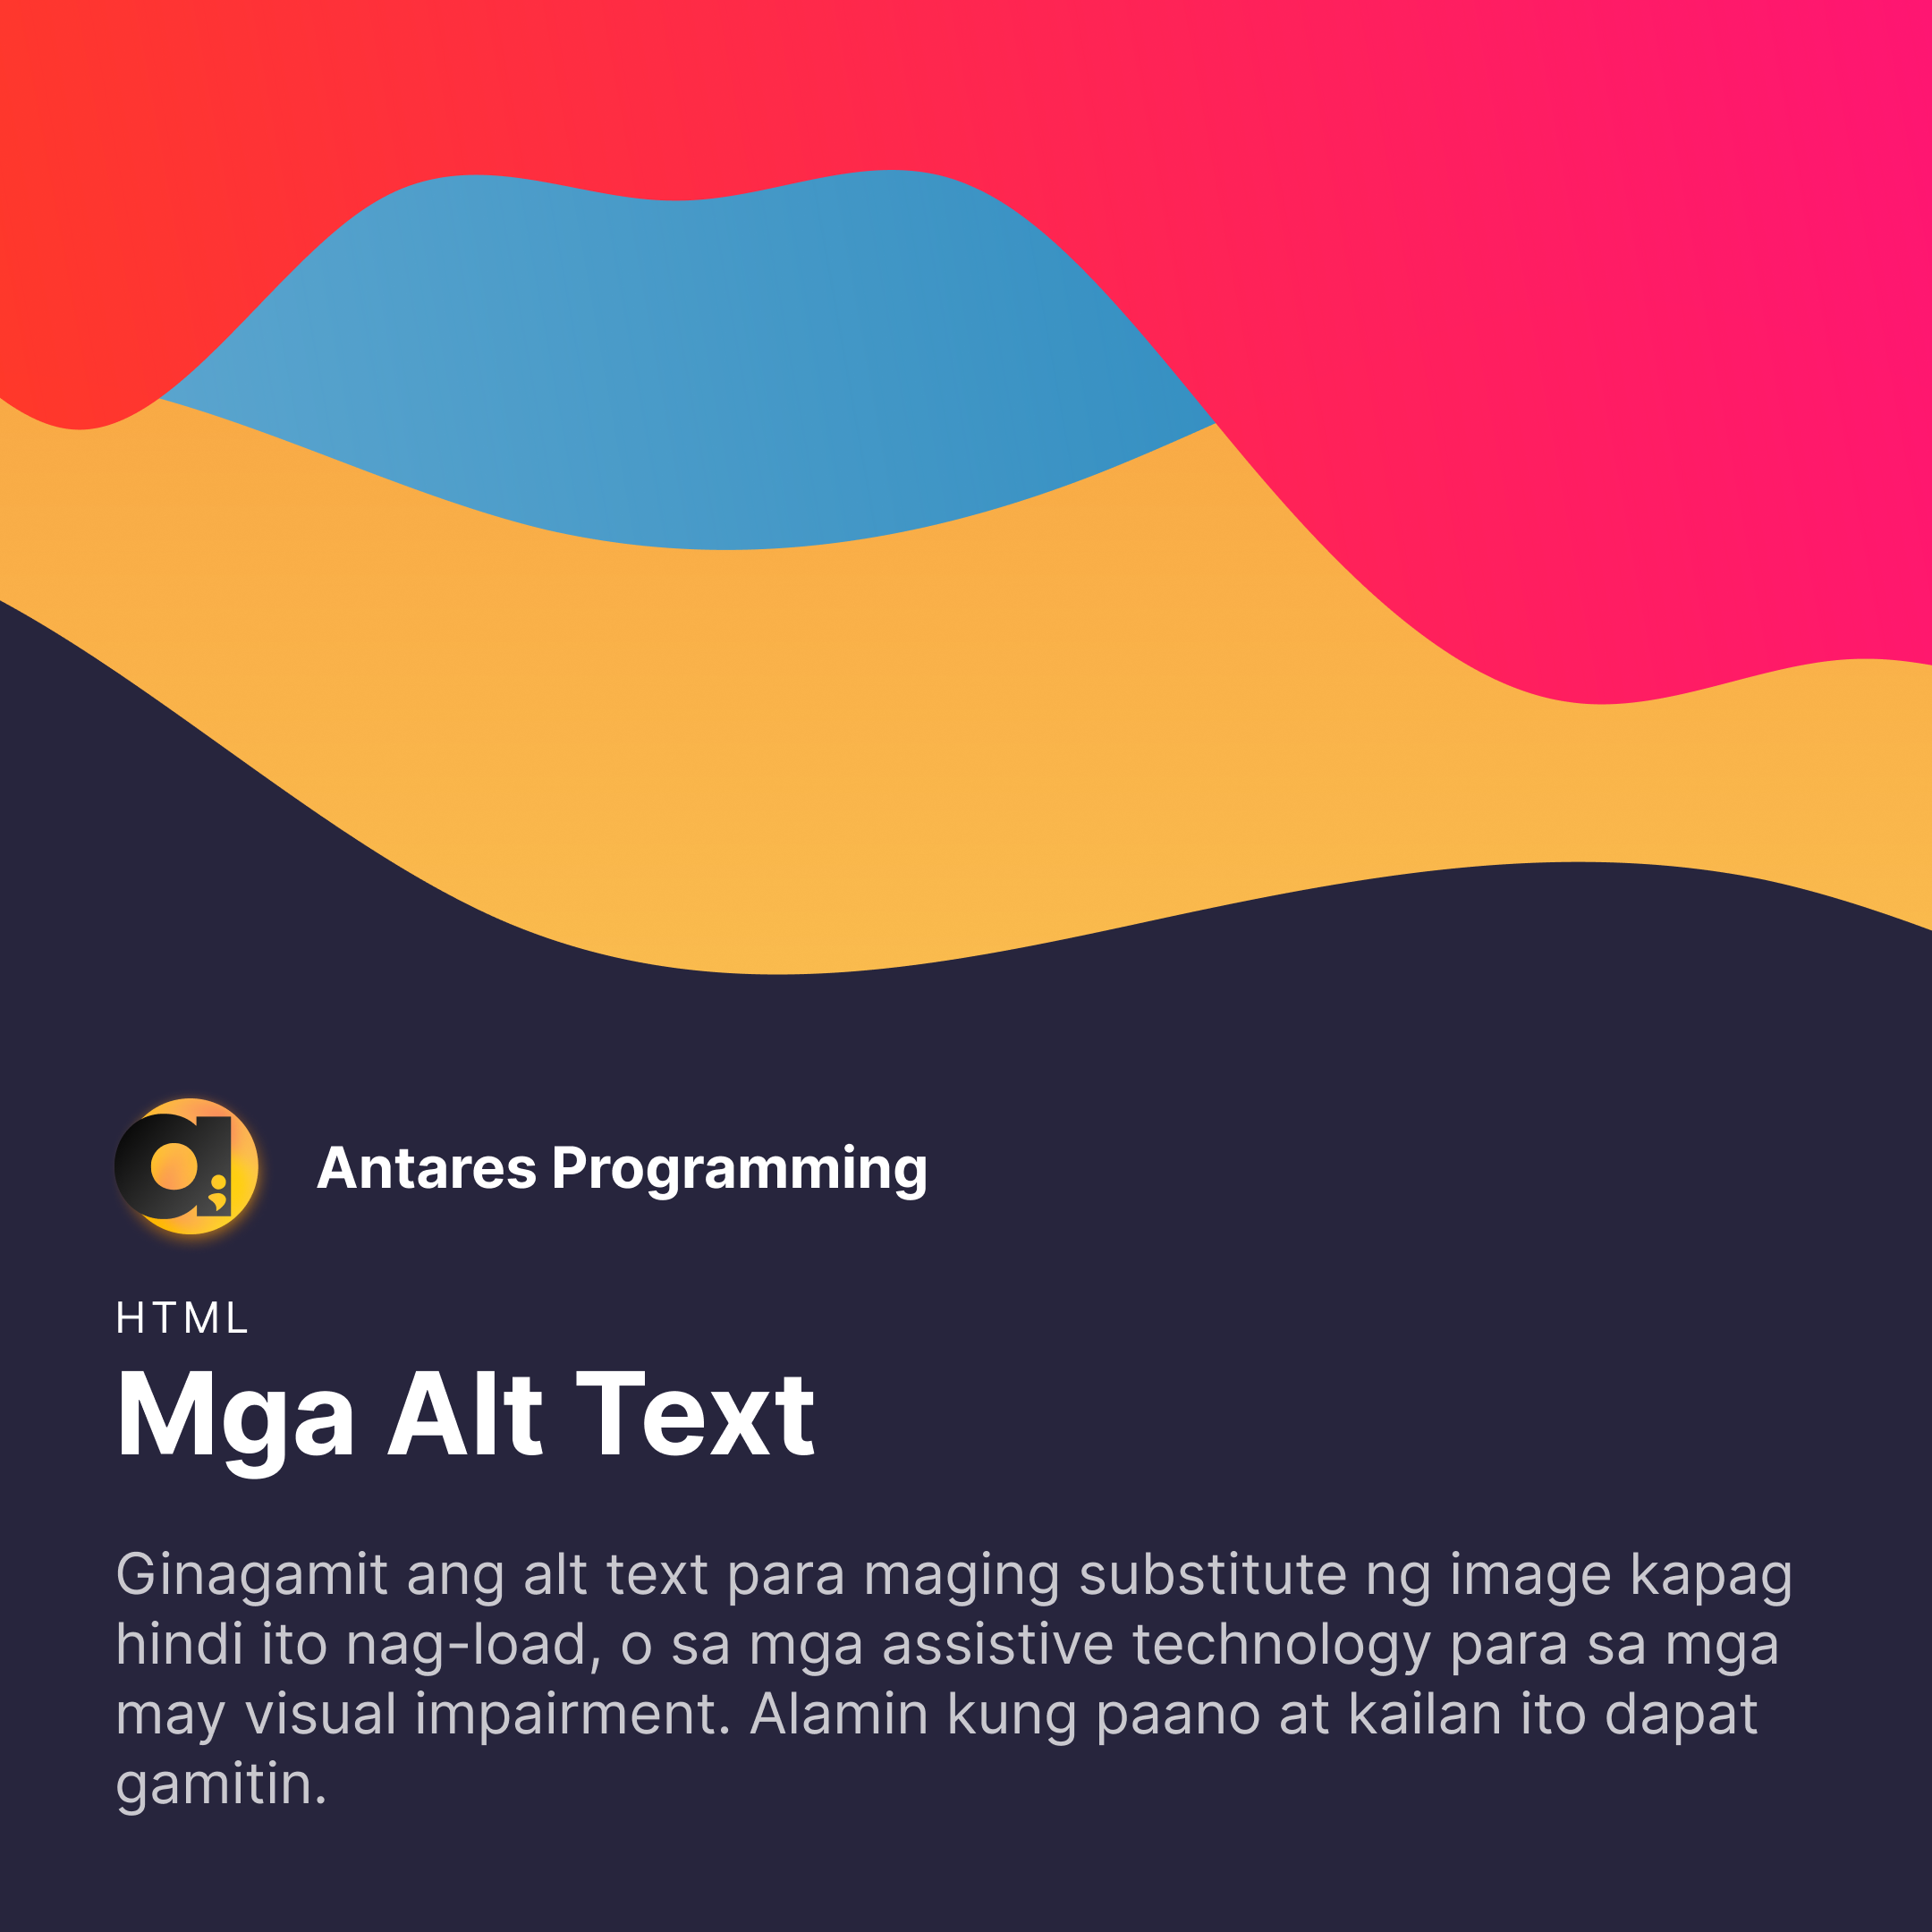 Antares Programming
HTML
Mga Alt Text
Ginagamit ang alt text para maging substitute ng image kapag
hindi ito nag-load, o sa mga assistive technology para sa mga
may visual impairment. Alamin kung paano at kailan ito dapat
gamitin.